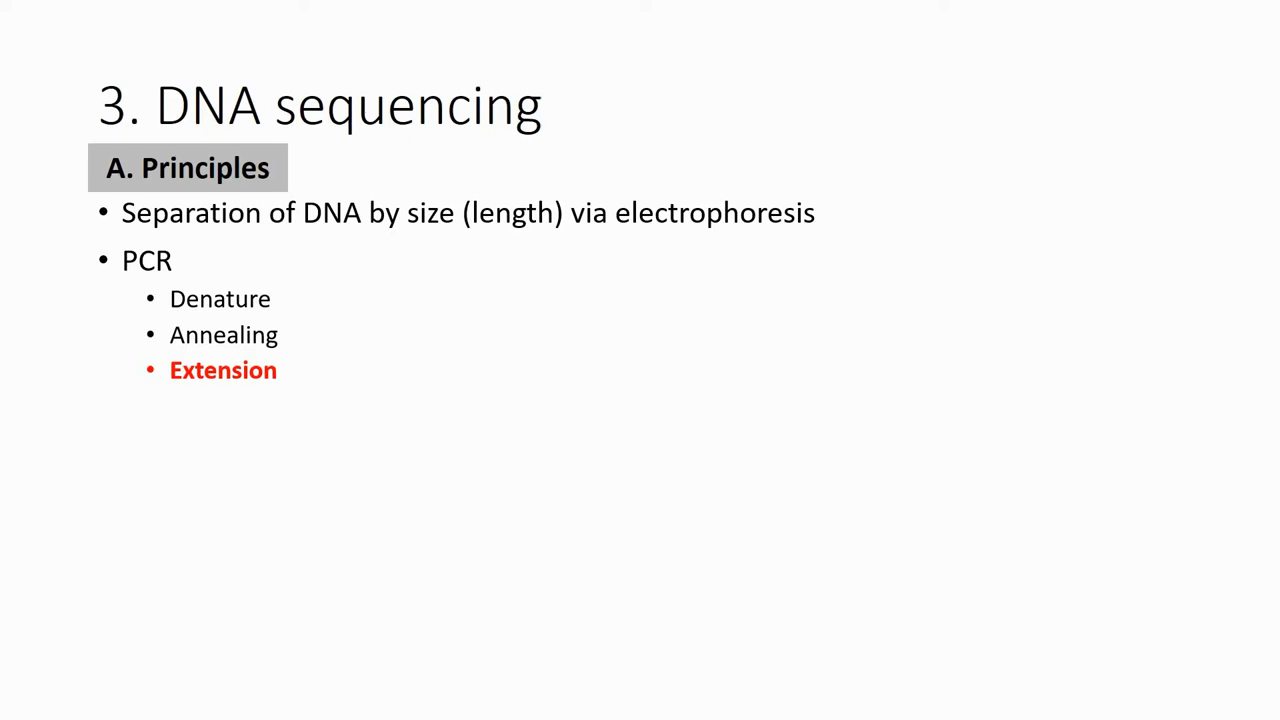 3. DNA sequencing
A. Principles
• Separation of DNA by size (length) via electrophoresis
• PCR
• Denature
• Annealing
• Extension